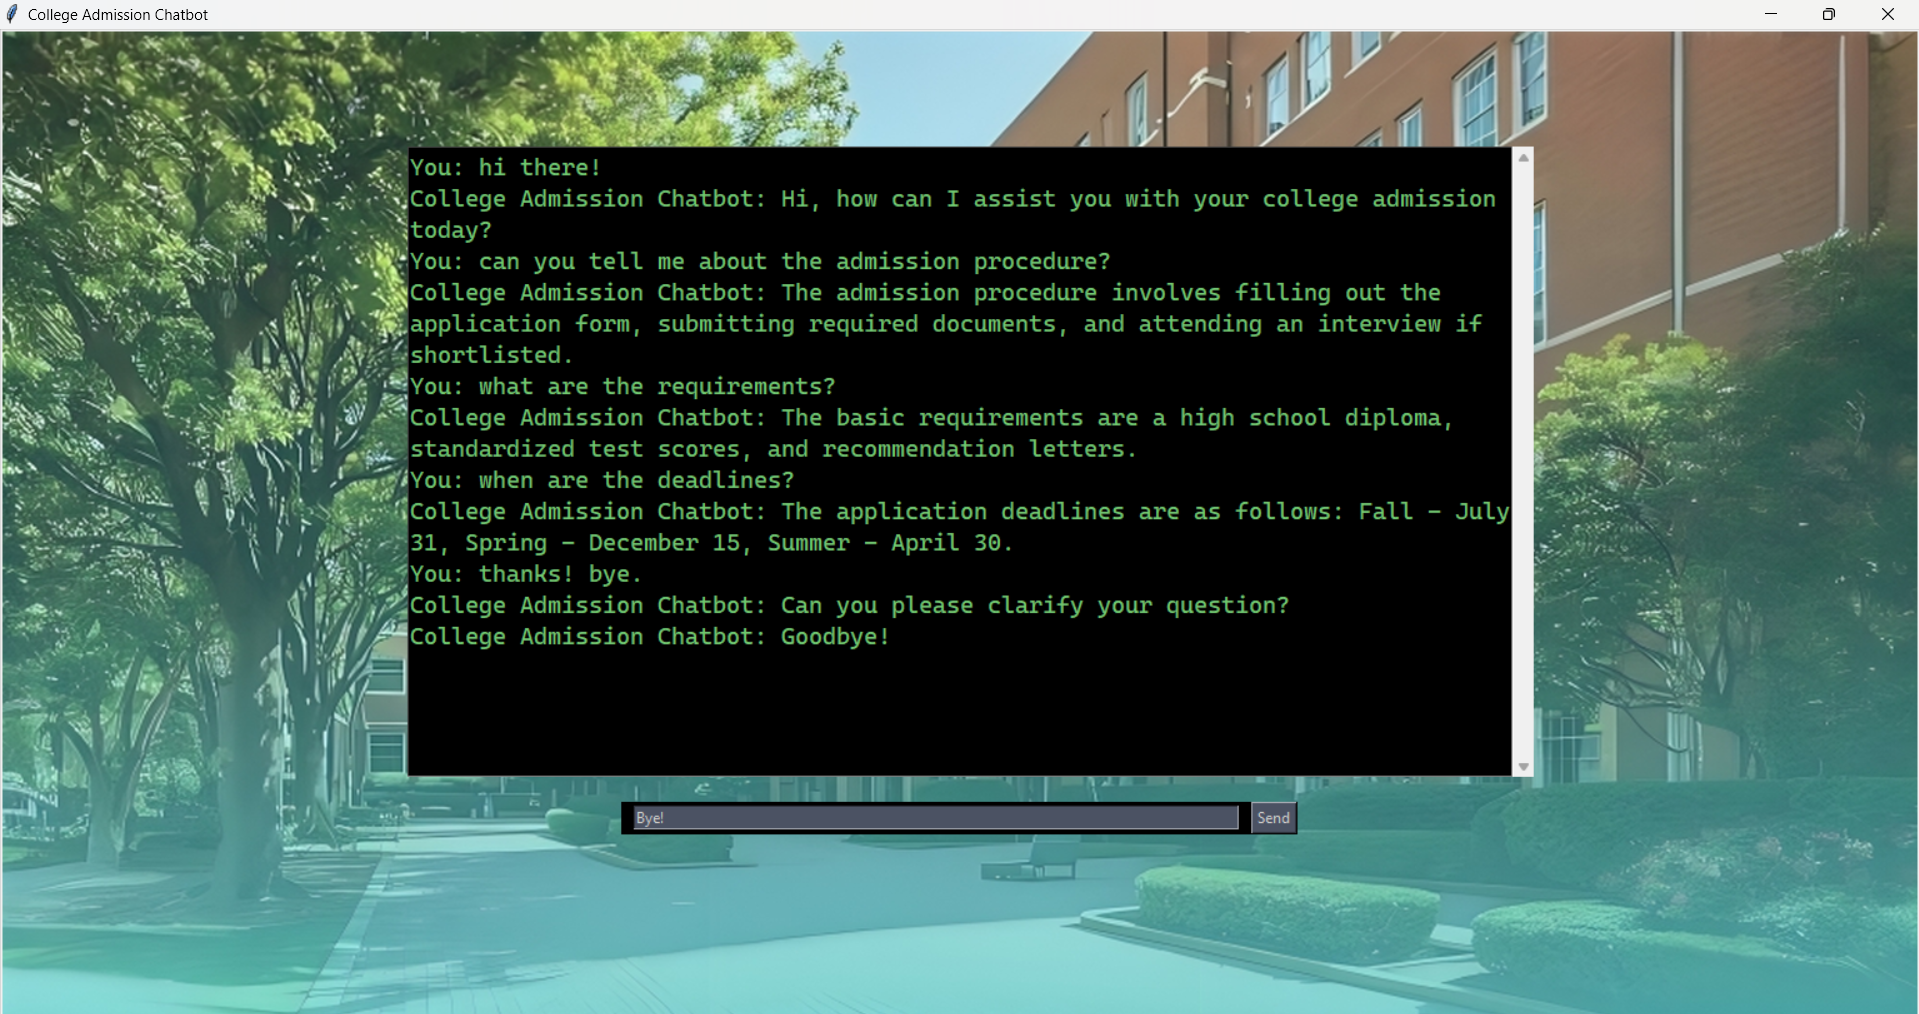 College Admission Chatbot
You: hi there!
College Admission Chatbot: Hi, how can I assist you with your college admission
today?
You: can you tell me about the admission procedure?
College Admission Chatbot: The admission procedure involves filling out the
application form, submitting required documents, and attending an interview if
shortlisted.
You: what are the requirements?
College Admission Chatbot: The basic requirements are a high school diploma,
standardized test scores, and recommendation letters.
You: when are the deadlines?
College Admission Chatbot: The application deadlines are as follows: Fall – July
31, Spring – December 15, Summer – April 30.
You: thanks! bye.
College Admission Chatbot: Can you please clarify your question?
College Admission Chatbot: Goodbye!
Bye! Send